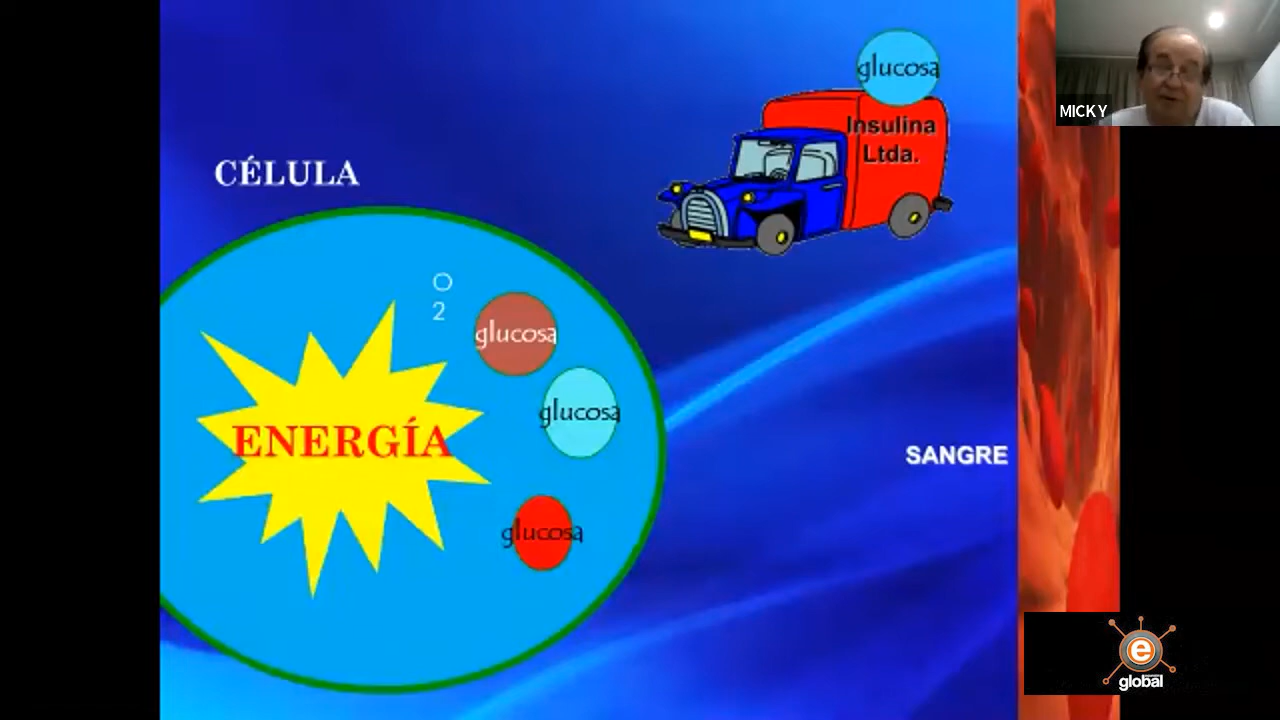 glucosa
Insulina
Ltda.
MICKY
CÉLULA
O
2
glucosa
glucosa
ENERGÍA
SANGRE
glucosa
e
global